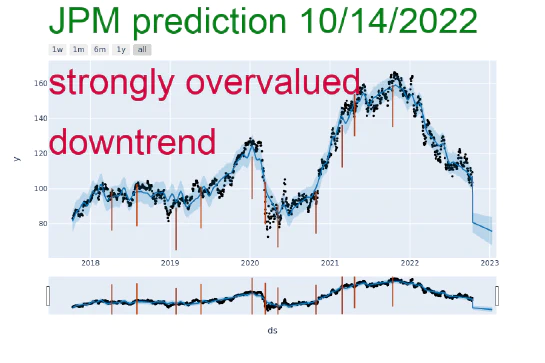 JPM prediction 10/14/2022
1w 1m 6m 1y all
strongly overvalued
downtrend
160
140
120
100
80
y
2018 2019 2020 2021 2022 2023
ds